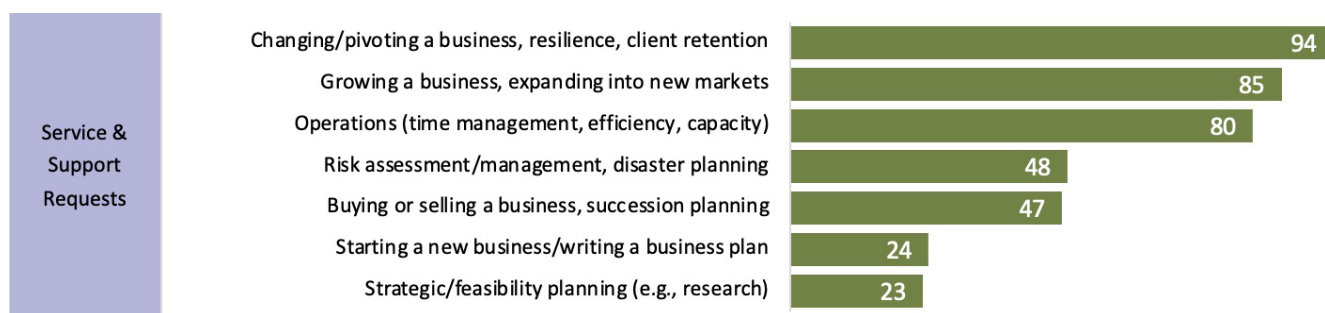 Service &
Support
Requests
Changing/pivoting a business, resilience, client retention 94
Growing a business, expanding into new markets 85
Operations (time management, efficiency, capacity) 80
Risk assessment/management, disaster planning 48
Buying or selling a business, succession planning 47
Starting a new business/writing a business plan 24
Strategic/feasibility planning (e.g., research) 23